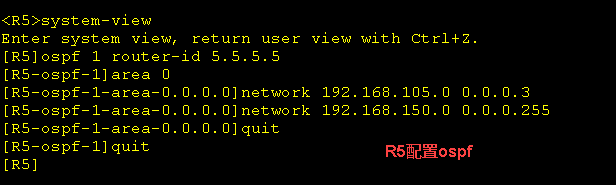 <R5>system-view
Enter system view, return user view with Ctrl+Z.
[R5]ospf 1 router-id 5.5.5.5
[R5-ospf-1]area 0
[R5-ospf-1-area-0.0.0.0]network 192.168.105.0 0.0.0.3
[R5-ospf-1-area-0.0.0.0]network 192.168.150.0 0.0.0.255
[R5-ospf-1-area-0.0.0.0]quit
[R5-ospf-1]quit
R5配置ospf
[R5]